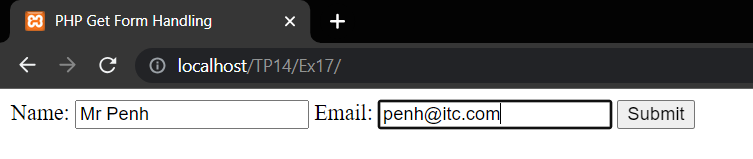 PHP Get Form Handling
localhost/TP14/Ex17/
Name: Mr Penh Email: penh@itc.com Submit